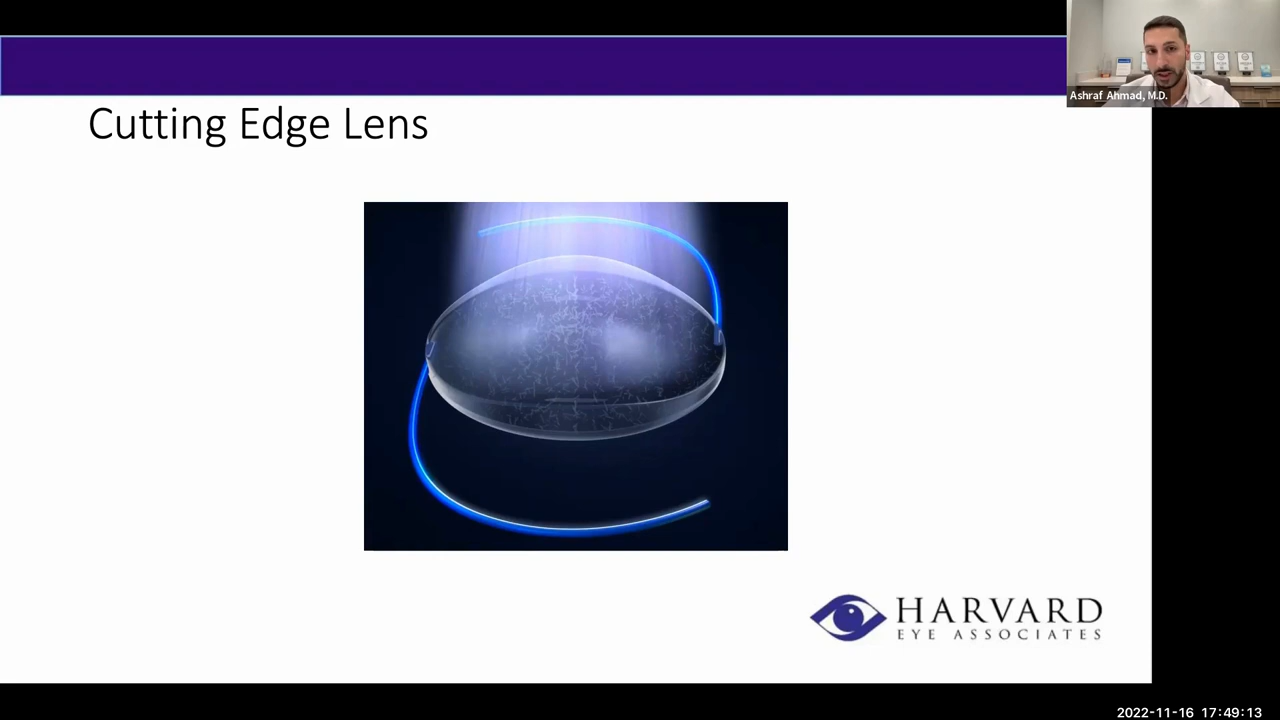 Cutting Edge Lens
Ashraf Ahmad, M.D.
HARVARD
EYE ASSOCIATES
2022-11-16 17:49:13